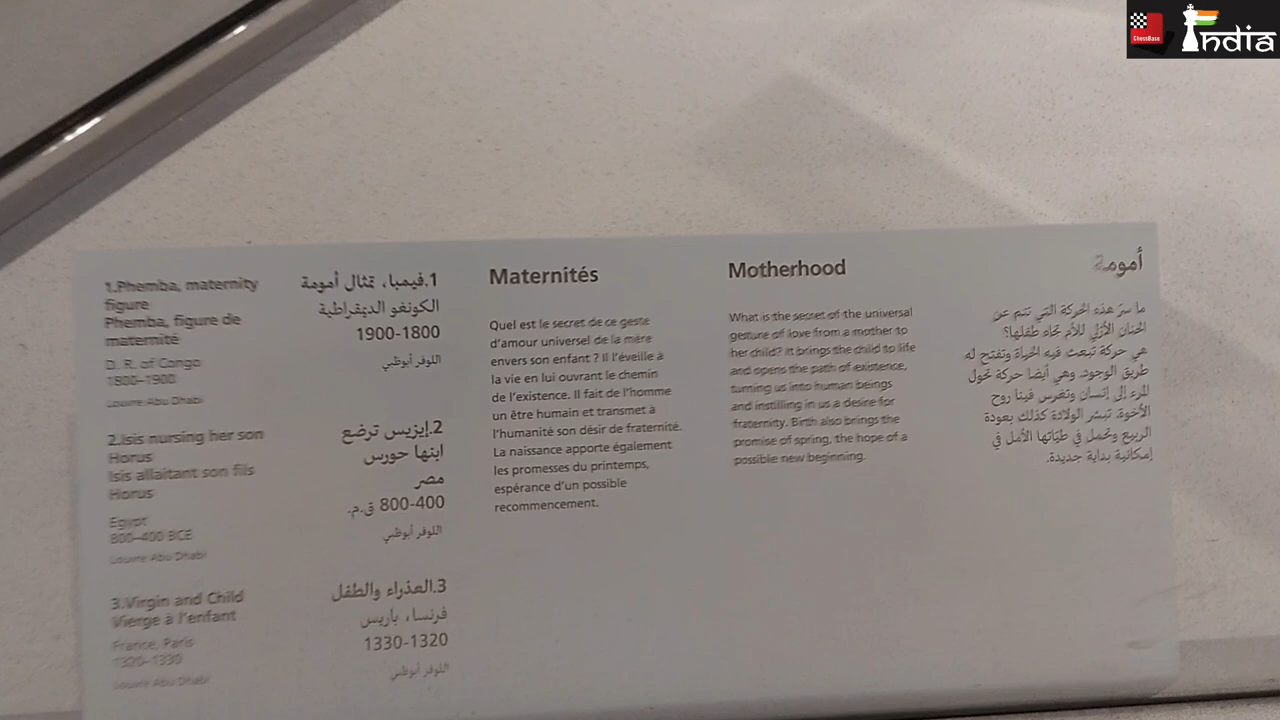 ChessBase
India
1.Phemba, maternity
figure
Phemba, figure de
maternité
D. R. of Congo
1800–1900
Louvre Abu Dhabi
2.Isis nursing her son
Horus
Isis allaitant son fils
Horus
Egypt
800–400 BCE
Louvre Abu Dhabi
3.Virgin and Child
Vierge à l'enfant
France, Paris
1320–1330
Louvre Abu Dhabi
1.فيمبا، تمثال أمومة
الكونغو الديمقراطية
1900-1800
اللوفر أبوظبي
2.إيزيس ترضع
ابنها حورس
مصر
800-400 ق.م.
اللوفر أبوظبي
3.العذراء والطفل
فرنسا، باريس
1330-1320
اللوفر أبوظبي
Maternités
Quel est le secret de ce geste
d'amour universel de la mère
envers son enfant ? Il l'éveille à
la vie en lui ouvrant le chemin
de l'existence. Il fait de l'homme
un être humain et transmet à
l'humanité son désir de fraternité.
La naissance apporte également
les promesses du printemps,
espérance d'un possible
recommencement.
Motherhood
What is the secret of the universal
gesture of love from a mother to
her child? It brings the child to life
and opens the path of existence,
turning us into human beings
and instilling in us a desire for
fraternity. Birth also brings the
promise of spring, the hope of a
possible new beginning.
أمومة
ما سرّ هذه الحركة التي تنم عن
الحنان الأزلي للأم تجاه طفلها؟
هي حركة تبعث فيه الحياة وتفتح له
طريق الوجود. وهي أيضا حركة تحول
المرء إلى إنسان وتغرس فينا روح
الأخوة. تبشر الولادة كذلك بعودة
الربيع وتحمل في طيّاتها الأمل في
إمكانية بداية جديدة.